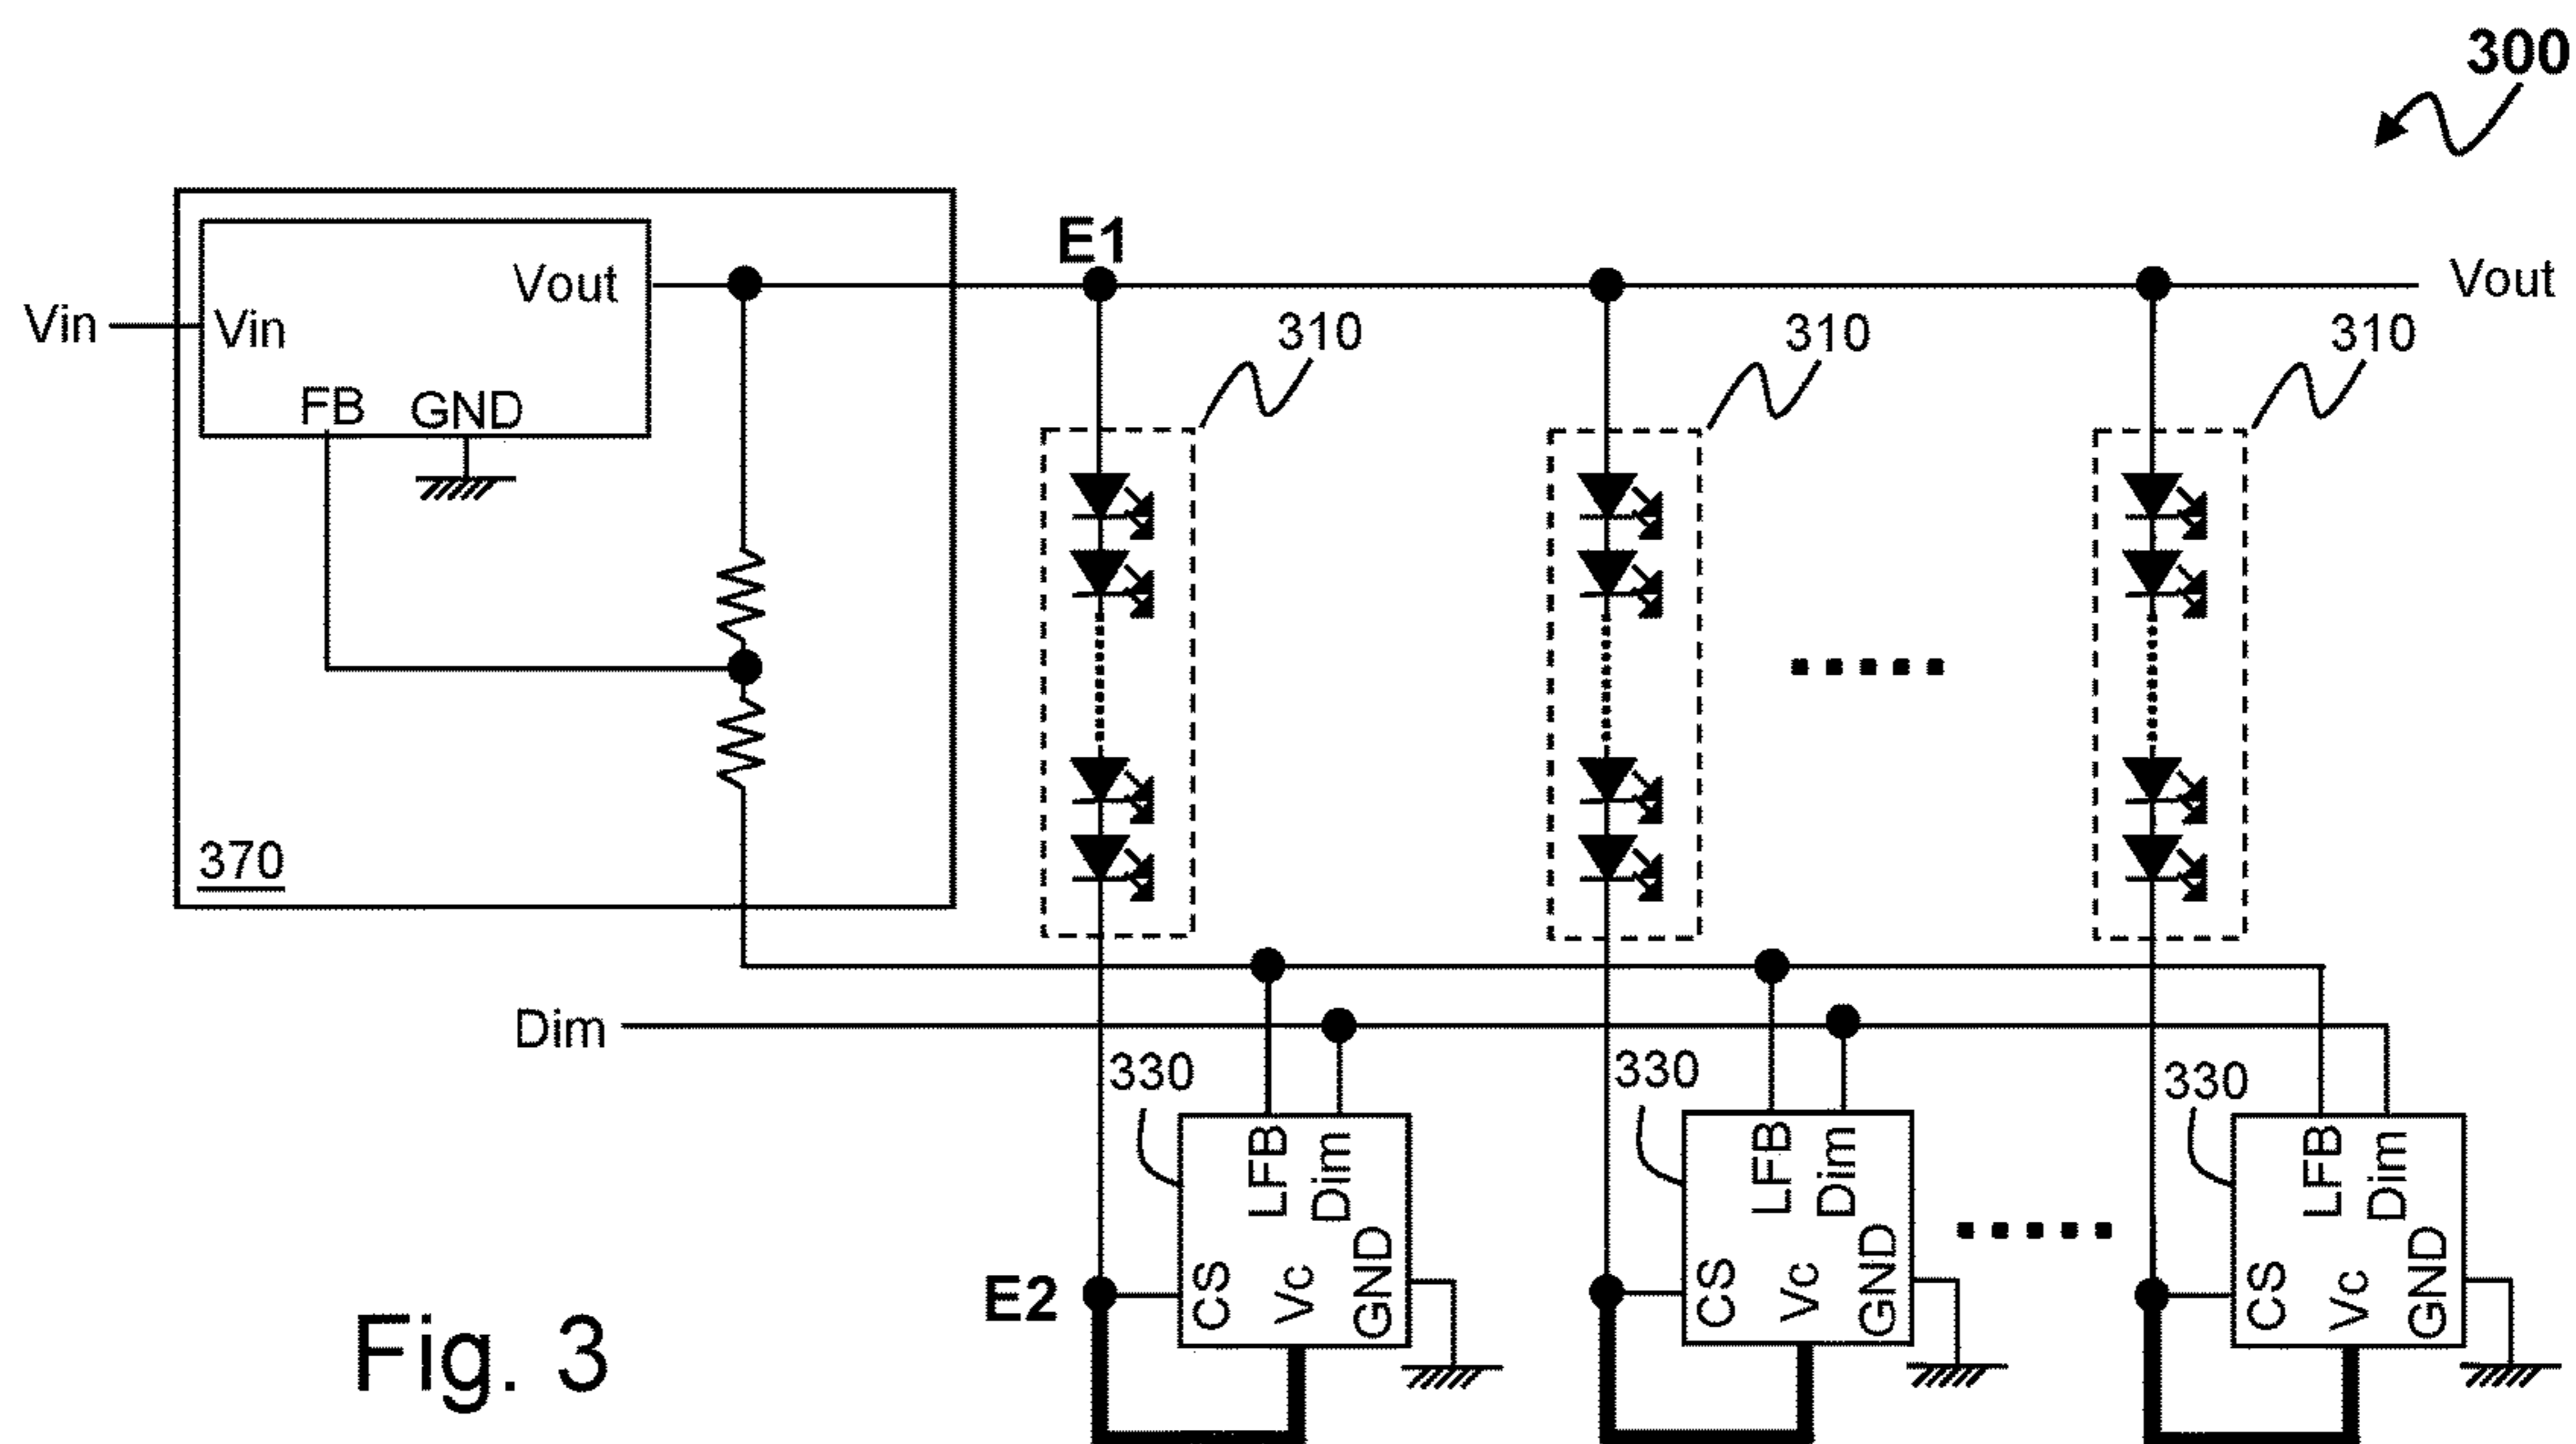 300
E1
Vout
Vout
Vin
Vin
310
310
310
FB
GND
370
Dim
330
330
330
LFB
Dim
LFB
Dim
LFB
Dim
E2
CS
Vc
GND
CS
Vc
GND
CS
Vc
GND
Fig. 3